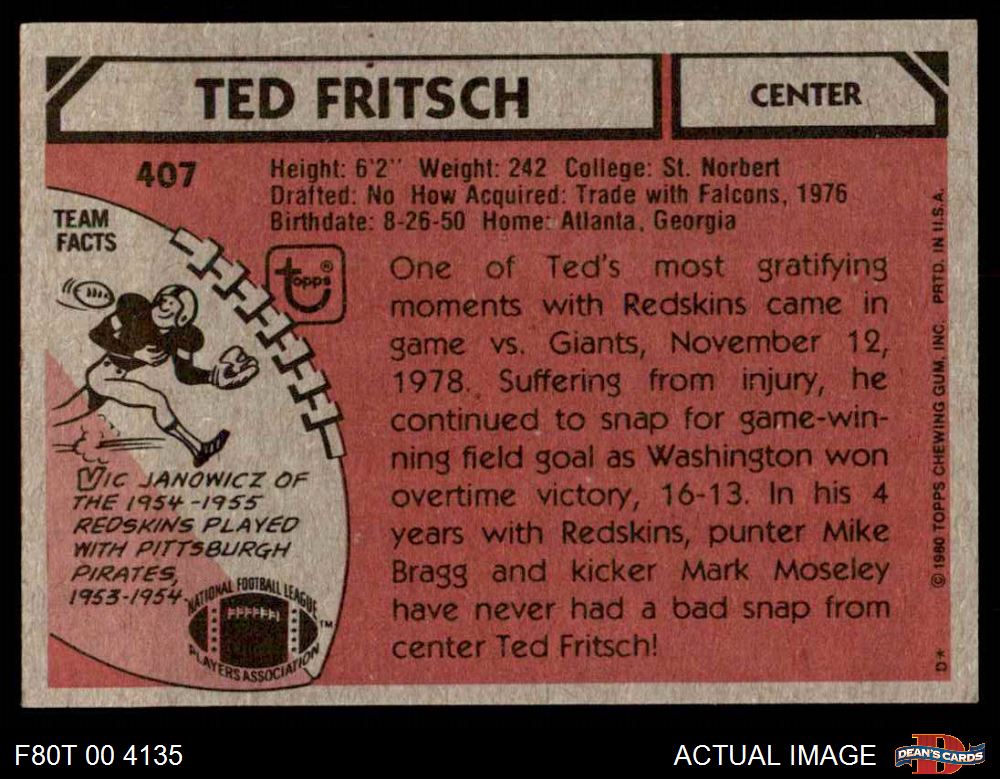 TED FRITSCH
CENTER
407
Height: 6'2" Weight: 242 College: St. Norbert
Drafted: No How Acquired: Trade with Falcons, 1976
Birthdate: 8-26-50 Home: Atlanta, Georgia
TEAM
FACTS
topps®
One of Ted's most gratifying
moments with Redskins came in
game vs. Giants, November 12,
1978. Suffering from injury, he
continued to snap for game-win-
ning field goal as Washington won
overtime victory, 16-13. In his 4
years with Redskins, punter Mike
Bragg and kicker Mark Moseley
have never had a bad snap from
center Ted Fritsch!
VIC JANOWICZ OF
THE 1954-1955
REDSKINS PLAYED
WITH PITTSBURGH
PIRATES,
1953-1954.
NATIONAL FOOTBALL LEAGUE
PLAYERS ASSOCIATION
TM
© 1980 TOPPS CHEWING GUM, INC. PRTD. IN U.S.A.
D*
F80T 00 4135
ACTUAL IMAGE
DEAN'S CARDS